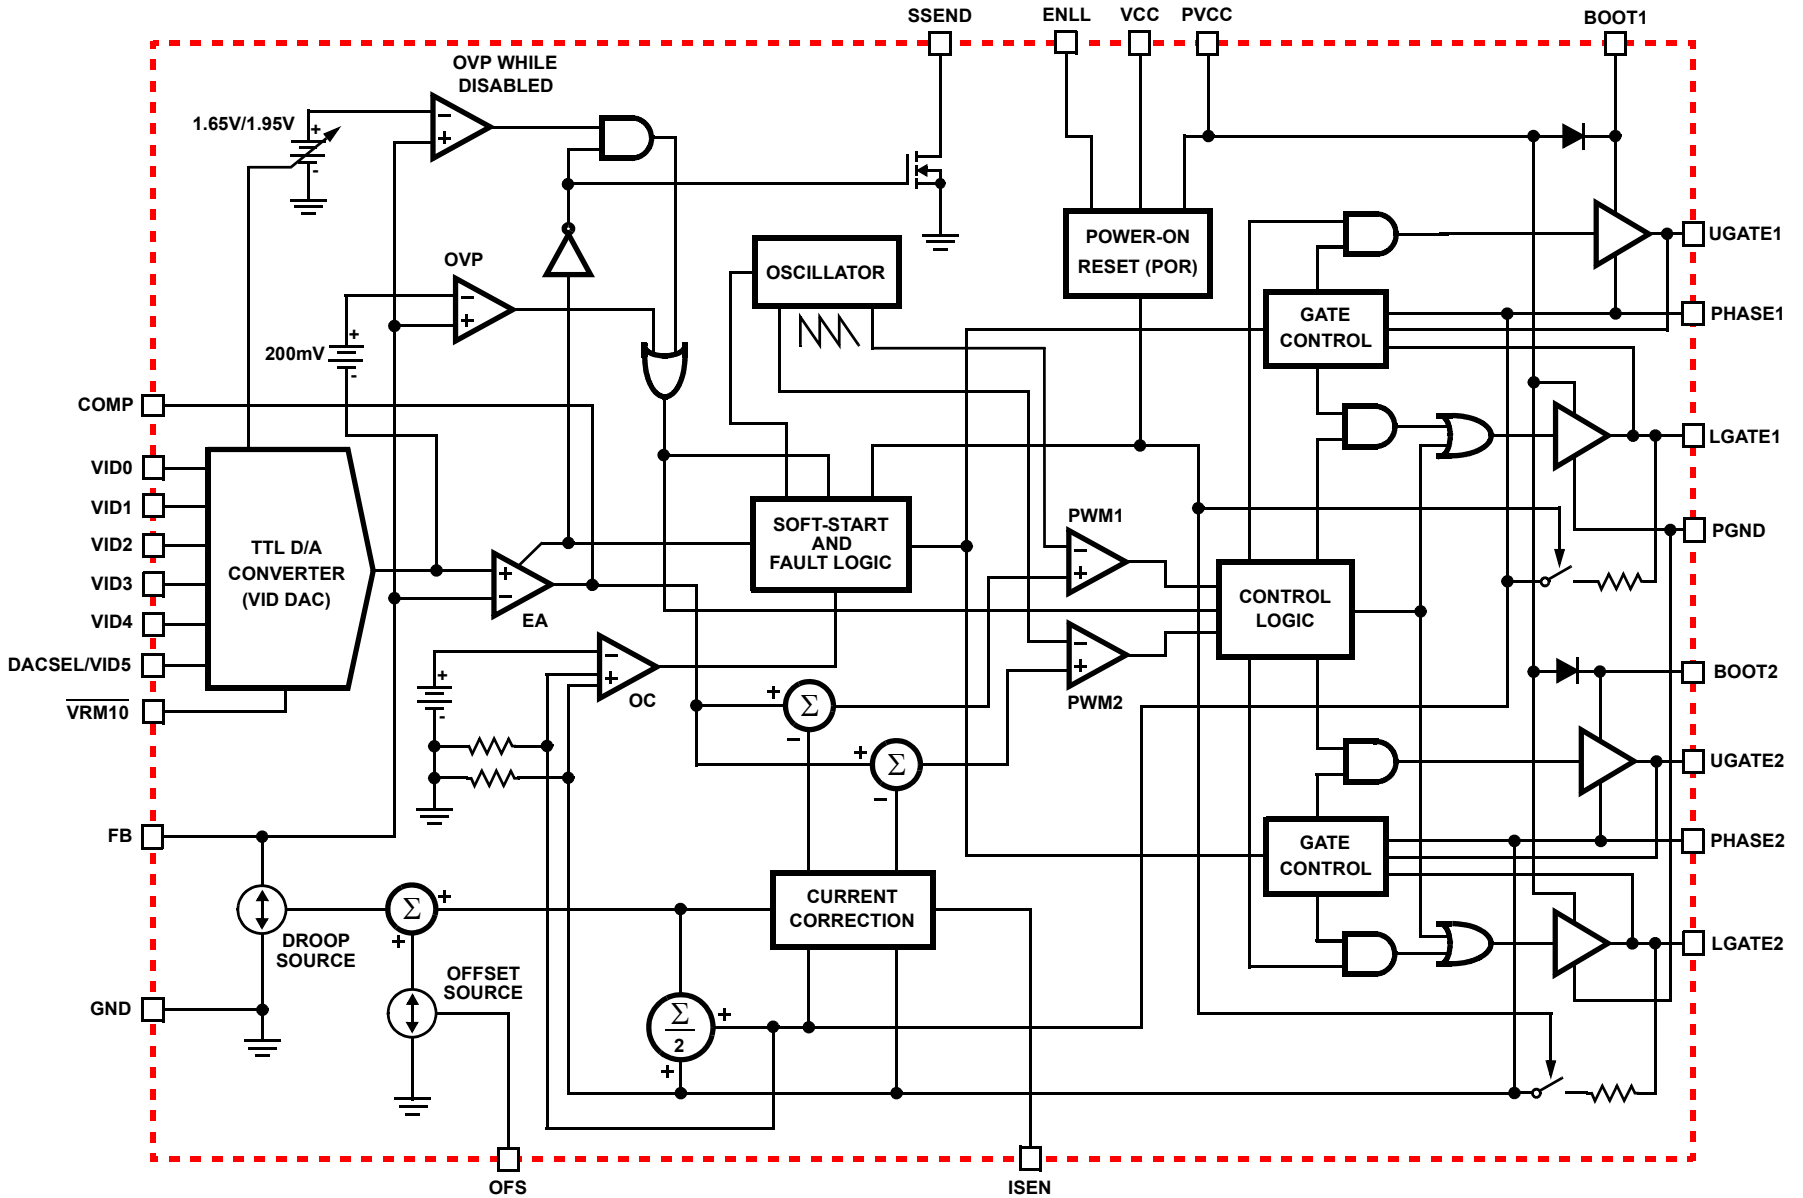 SSEND
ENLL
VCC
PVCC
BOOT1
OVP WHILE
DISABLED
1.65V/1.95V
+
-
−
+
OVP
−
+
200mV
+
-
OSCILLATOR
POWER-ON
RESET (POR)
UGATE1
PHASE1
GATE
CONTROL
COMP
LGATE1
VID0
VID1
VID2
VID3
VID4
DACSEL/VID5
VRM10
TTL D/A
CONVERTER
(VID DAC)
+
−
EA
SOFT-START
AND
FAULT LOGIC
PWM1
−
+
PGND
CONTROL
LOGIC
−
+
PWM2
−
+
OC
+
-
+
Σ
−
+
Σ
−
BOOT2
UGATE2
PHASE2
GATE
CONTROL
FB
CURRENT
CORRECTION
Σ
+
+
DROOP
SOURCE
OFFSET
SOURCE
LGATE2
GND
Σ
2
+
+
OFS
ISEN